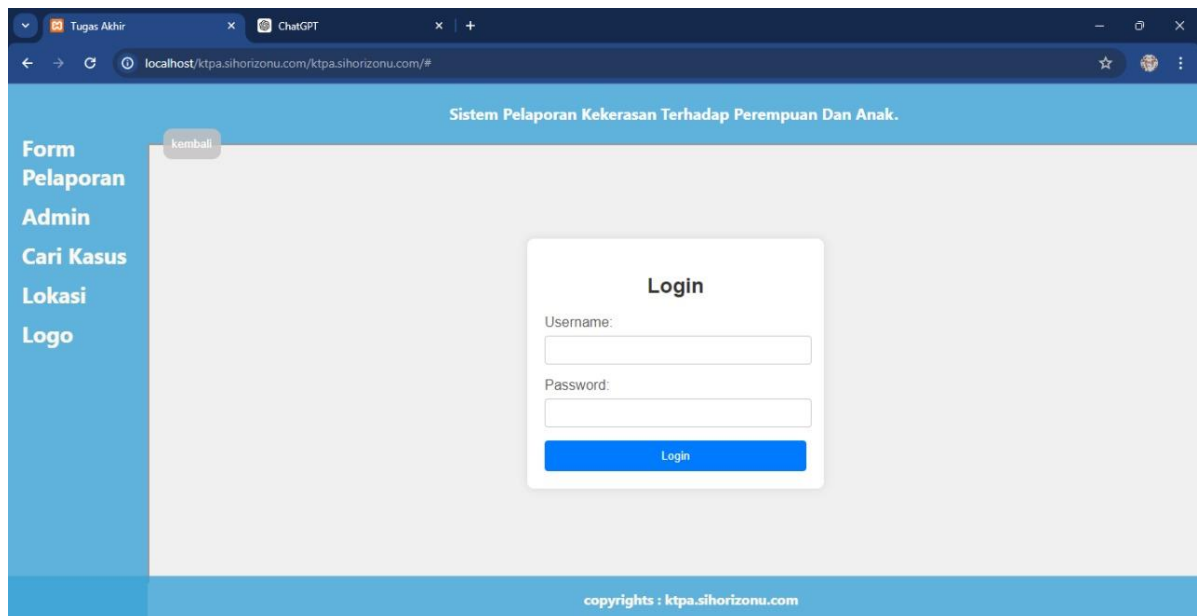 Tugas Akhir
ChatGPT
localhost/ktpa.sihorizonu.com/ktpa.sihorizonu.com/#
Sistem Pelaporan Kekerasan Terhadap Perempuan Dan Anak.
kembali
Form
Pelaporan
Admin
Cari Kasus
Lokasi
Logo
Login
Username:
Password:
Login
copyrights : ktpa.sihorizonu.com